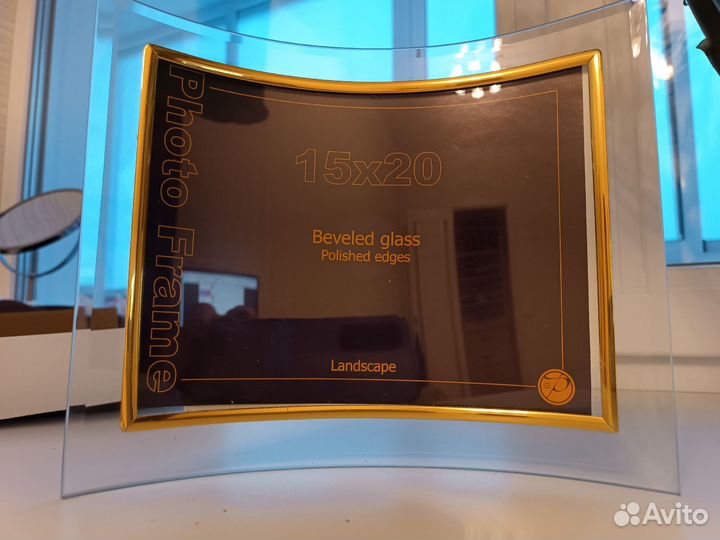 Photo Frame
15x20
Beveled glass
Polished edges
Landscape
Avito